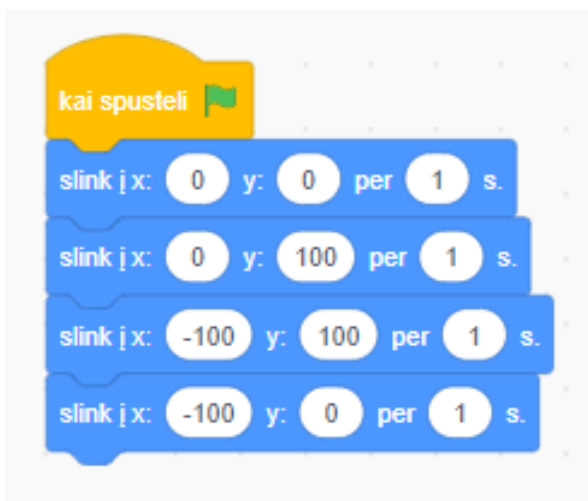 kai spusteli
slink į x: 0 y: 0 per 1 s.
slink į x: 0 y: 100 per 1 s.
slink į x: -100 y: 100 per 1 s.
slink į x: -100 y: 0 per 1 s.